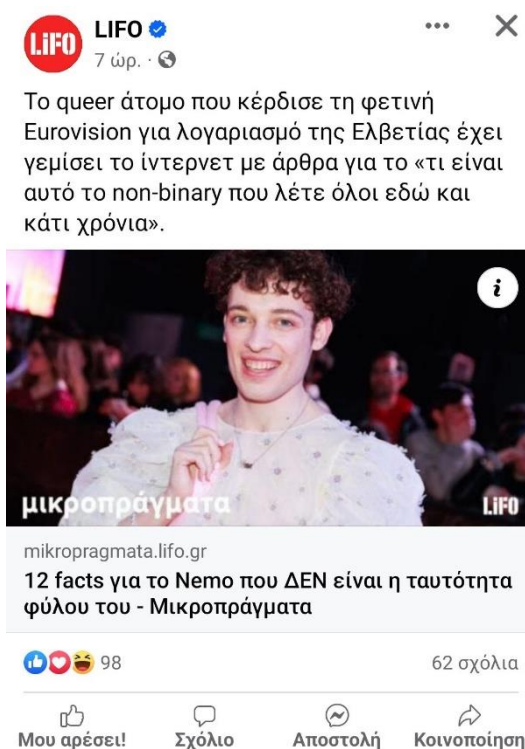 LiFO
LIFO
7 ώρ. ·
Το queer άτομο που κέρδισε τη φετινή
Eurovision για λογαριασμό της Ελβετίας έχει
γεμίσει το ίντερνετ με άρθρα για το «τι είναι
αυτό το non-binary που λέτε όλοι εδώ και
κάτι χρόνια».
i
μικροπράγματα
LiFO
mikropragmata.lifo.gr
12 facts για το Nemo που ΔΕΝ είναι η ταυτότητα
φύλου του - Μικροπράγματα
98
62 σχόλια
Μου αρέσει!
Σχόλιο
Αποστολή
Κοινοποίηση